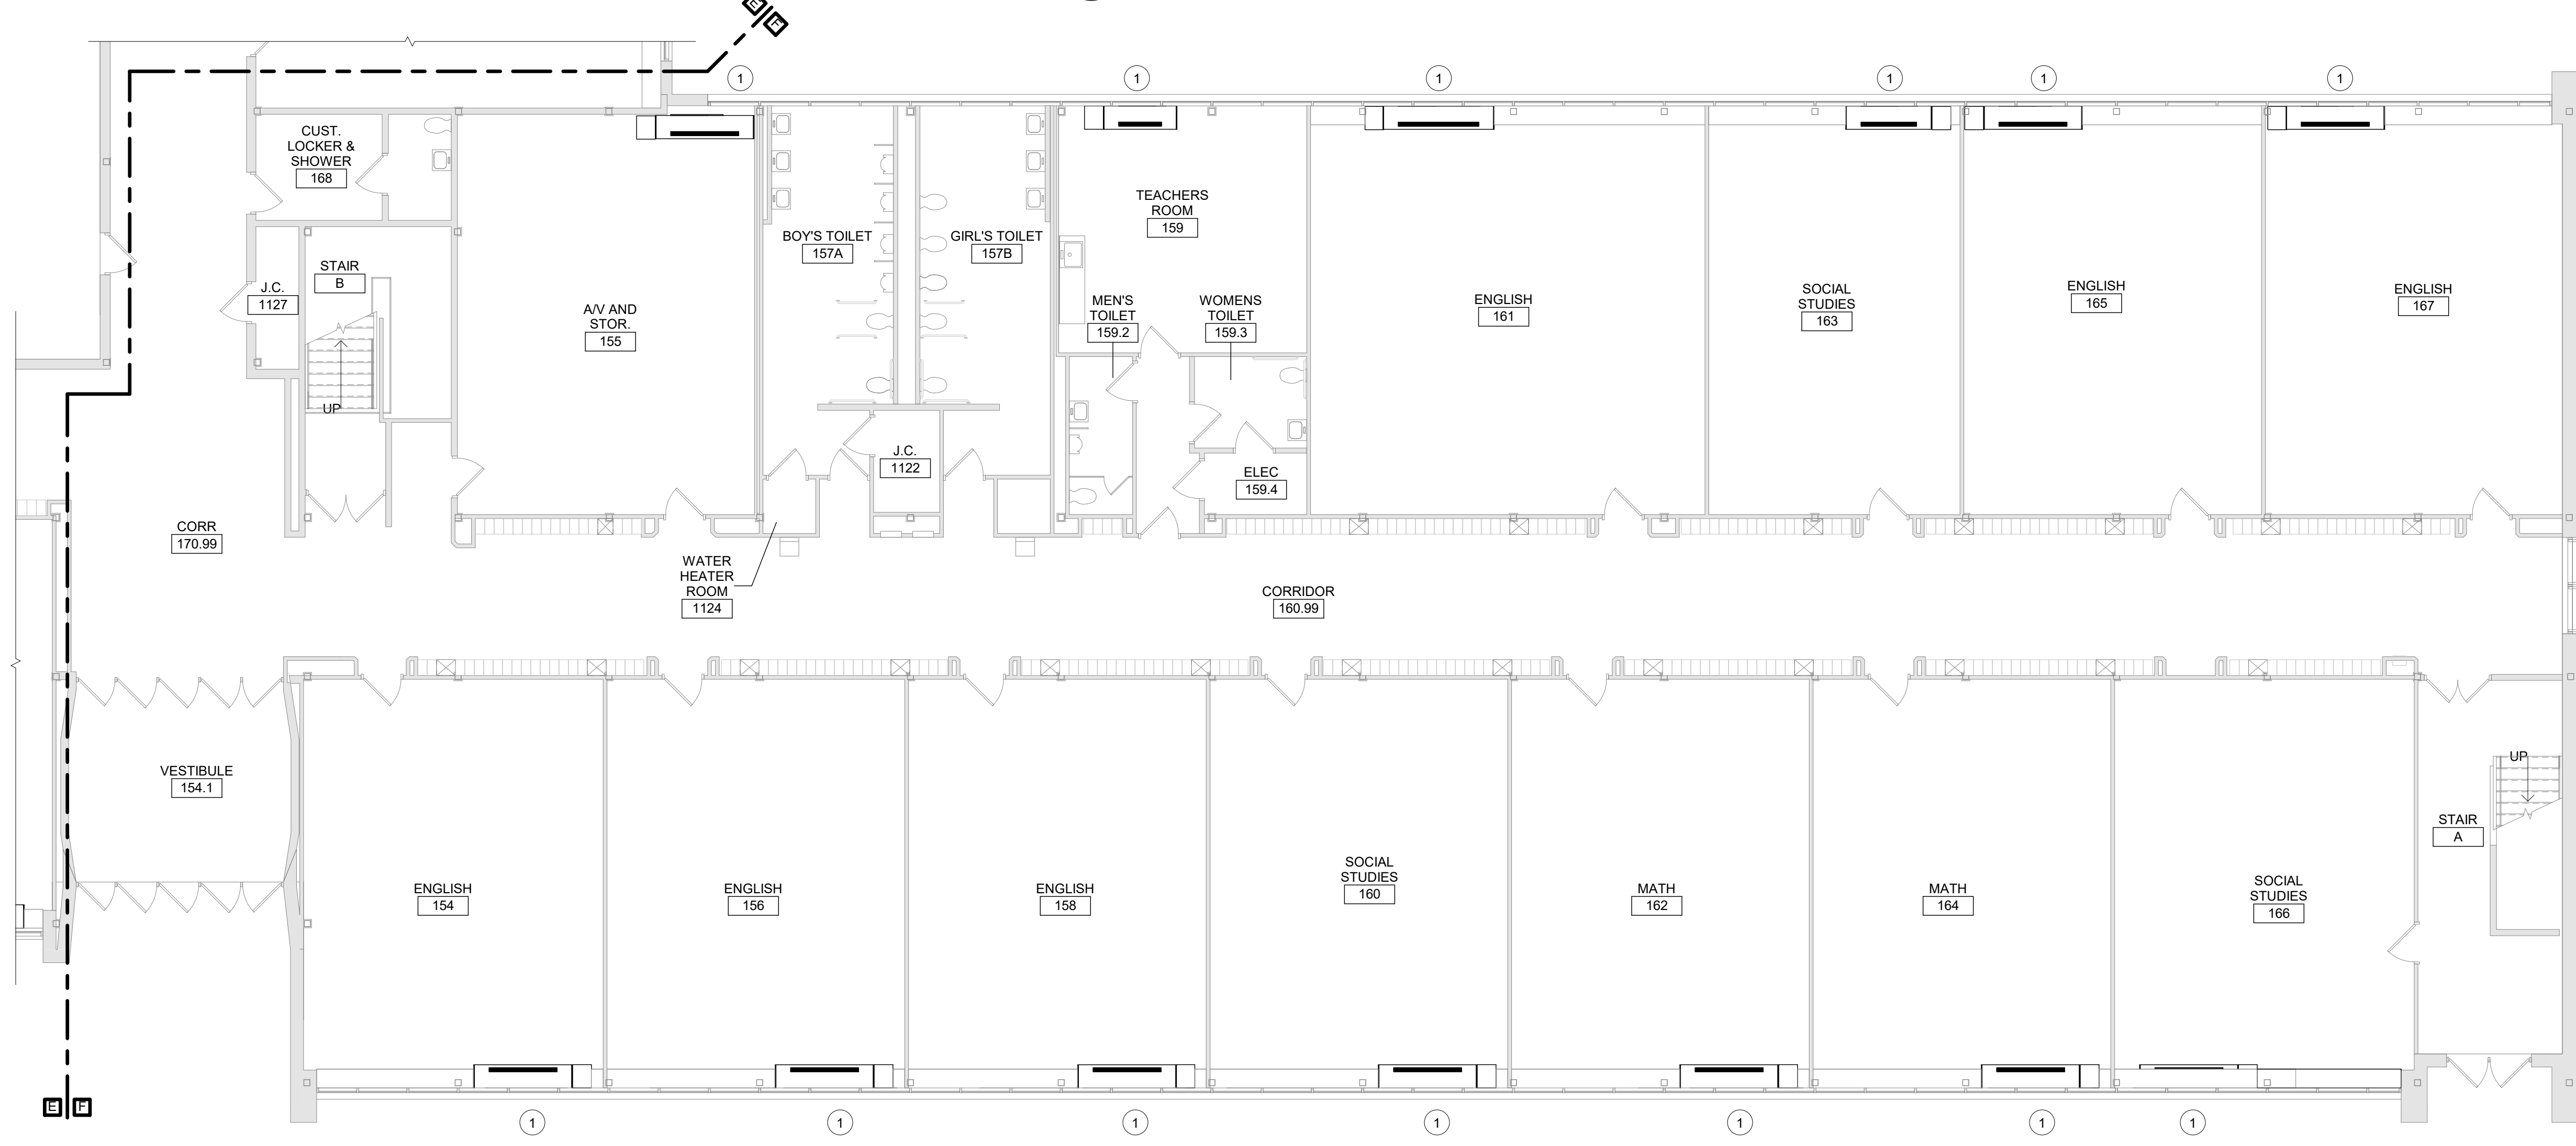 E
F
1
1
1
1
1
1
CUST.
LOCKER &
SHOWER
168
TEACHERS
ROOM
159
BOY'S TOILET
157A
GIRL'S TOILET
157B
STAIR
B
J.C.
1127
A/V AND
STOR.
155
MEN'S
TOILET
159.2
WOMENS
TOILET
159.3
ENGLISH
161
SOCIAL
STUDIES
163
ENGLISH
165
ENGLISH
167
UP
J.C.
1122
ELEC
159.4
CORR
170.99
WATER
HEATER
ROOM
1124
CORRIDOR
160.99
VESTIBULE
154.1
UP
STAIR
A
ENGLISH
154
ENGLISH
156
ENGLISH
158
SOCIAL
STUDIES
160
MATH
162
MATH
164
SOCIAL
STUDIES
166
E F
1
1
1
1
1
1
1